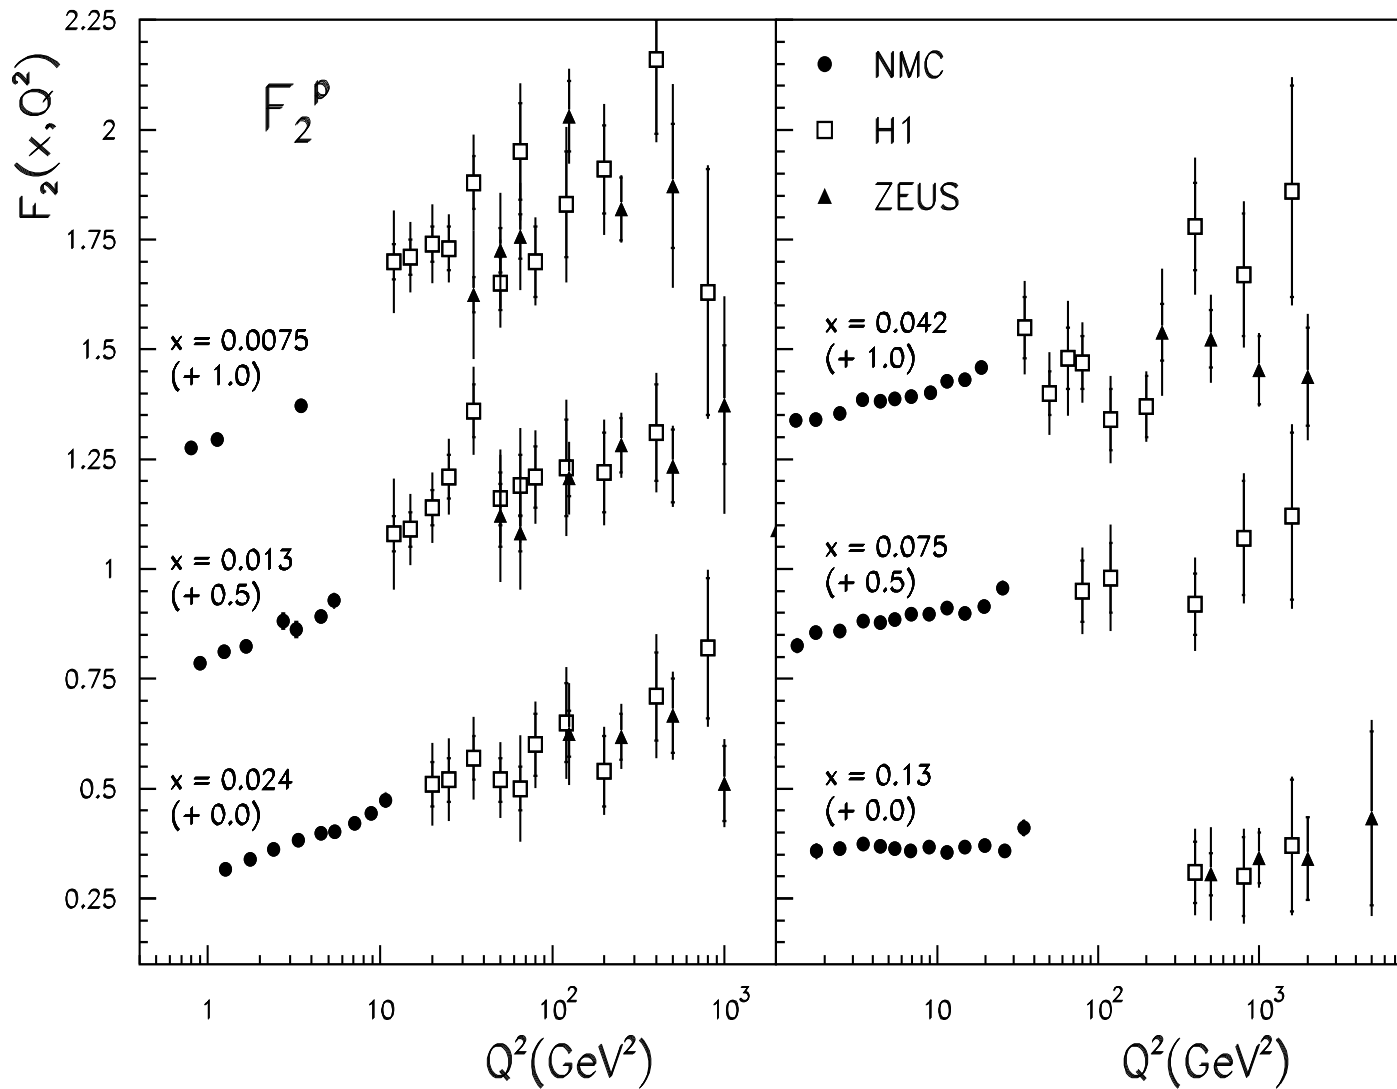 F₂(x,Q²)
2.25
2
1.75
1.5
1.25
1
0.75
0.5
0.25
F₂ᵖ
x = 0.0075
(+ 1.0)
x = 0.013
(+ 0.5)
x = 0.024
(+ 0.0)
NMC
H1
ZEUS
x = 0.042
(+ 1.0)
x = 0.075
(+ 0.5)
x = 0.13
(+ 0.0)
1 10 10² 10³
10 10² 10³
Q²(GeV²)
Q²(GeV²)